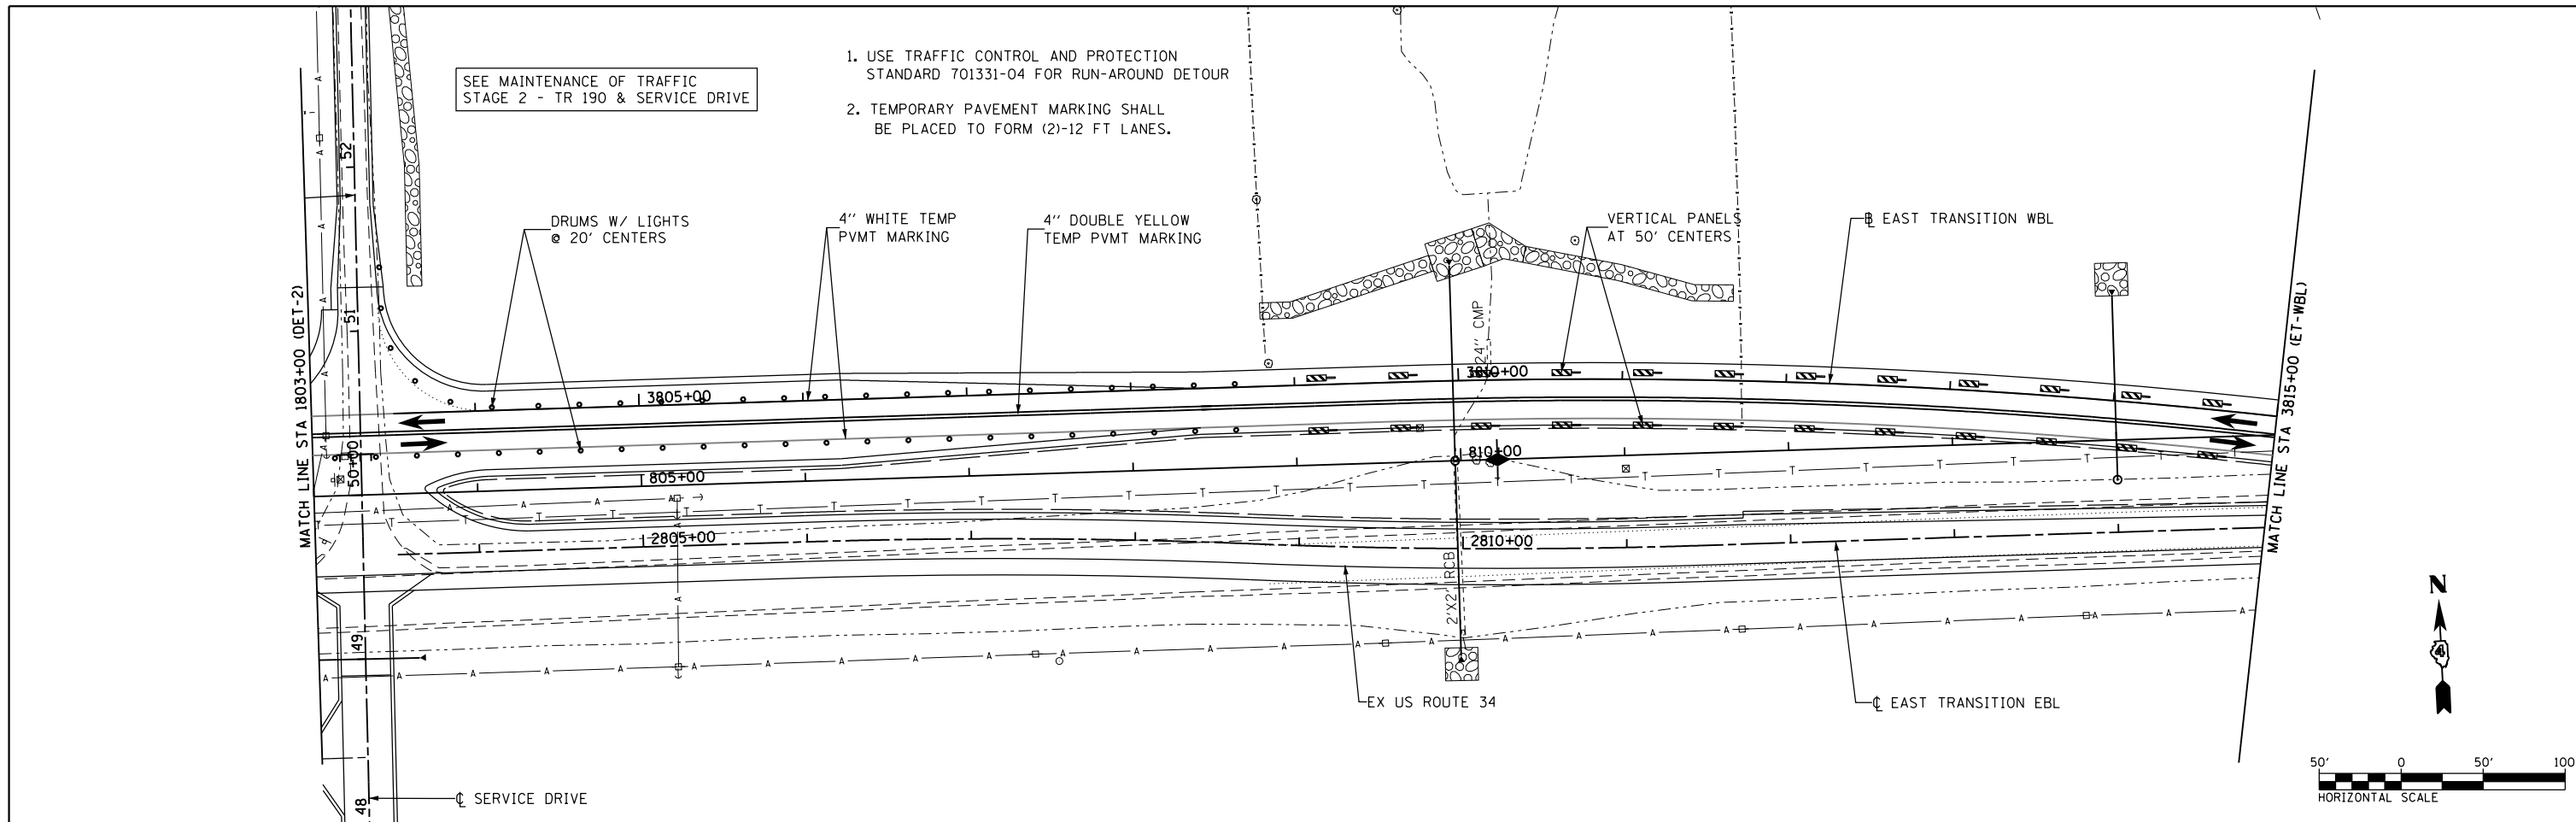 1. USE TRAFFIC CONTROL AND PROTECTION
STANDARD 701331-04 FOR RUN-AROUND DETOUR
2. TEMPORARY PAVEMENT MARKING SHALL
BE PLACED TO FORM (2)-12 FT LANES.
SEE MAINTENANCE OF TRAFFIC
STAGE 2 - TR 190 & SERVICE DRIVE
DRUMS W/ LIGHTS
@ 20' CENTERS
4" WHITE TEMP
PVMT MARKING
4" DOUBLE YELLOW
TEMP PVMT MARKING
VERTICAL PANELS
AT 50' CENTERS
℄ EAST TRANSITION WBL
MATCH LINE STA 1803+00 (DET-2)
MATCH LINE STA 3815+00 (ET-WBL)
52
51
50+00
49
48
24" CMP
3805+00
3810+00
805+00
810+00
2805+00
2810+00
2'X2' RCB
EX US ROUTE 34
℄ EAST TRANSITION EBL
℄ SERVICE DRIVE
N
4
50' 0 50' 100
HORIZONTAL SCALE